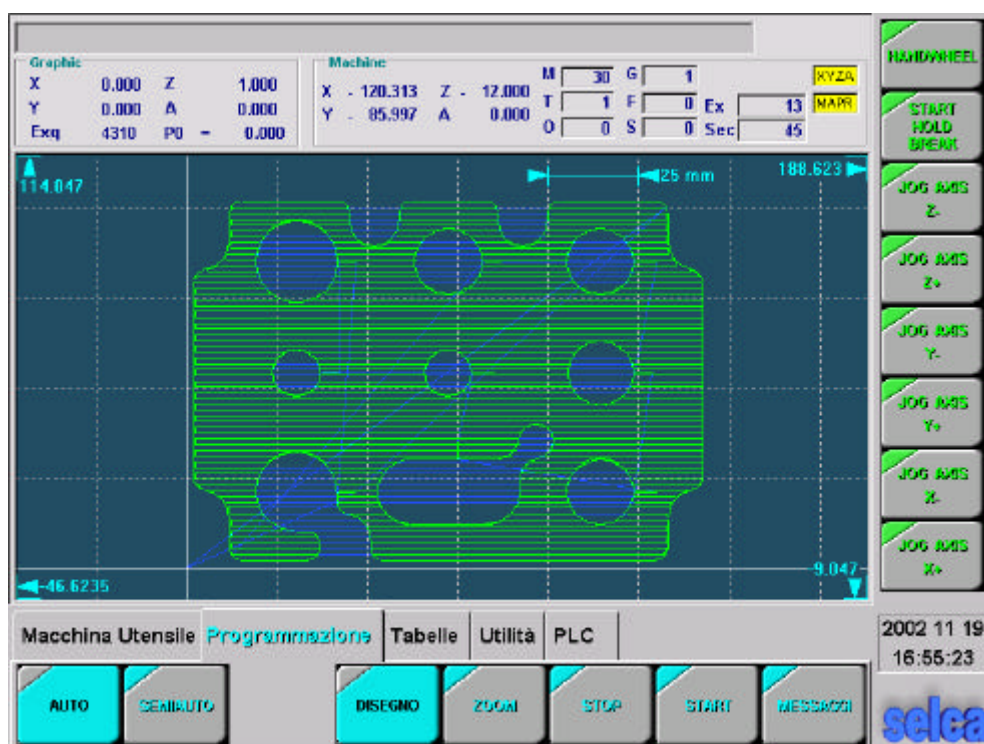 Graphic
X 0.000 Z 1.000
Y 0.000 A 0.000
Exq 4310 P0 - 0.000
Machine
X - 120.313 Z - 12.000
Y - 85.997 A 0.000
M 30 G 1
T 1 F 0 Ex 13
O 0 S 0 Sec 45
XYZA
MAPR
HANDWHEEL
START
HOLD
BREAK
JOG AXIS
Z-
JOG AXIS
Z+
JOG AXIS
Y-
JOG AXIS
Y+
JOG AXIS
X-
JOG AXIS
X+
114.047
25 mm
188.623
-46.6235
-9.047
Macchina Utensile Programmazione Tabelle Utilità PLC
AUTO SEMIAUTO DISEGNO ZOOM STOP START MESSAGGI
2002 11 19
16:55:23
selca